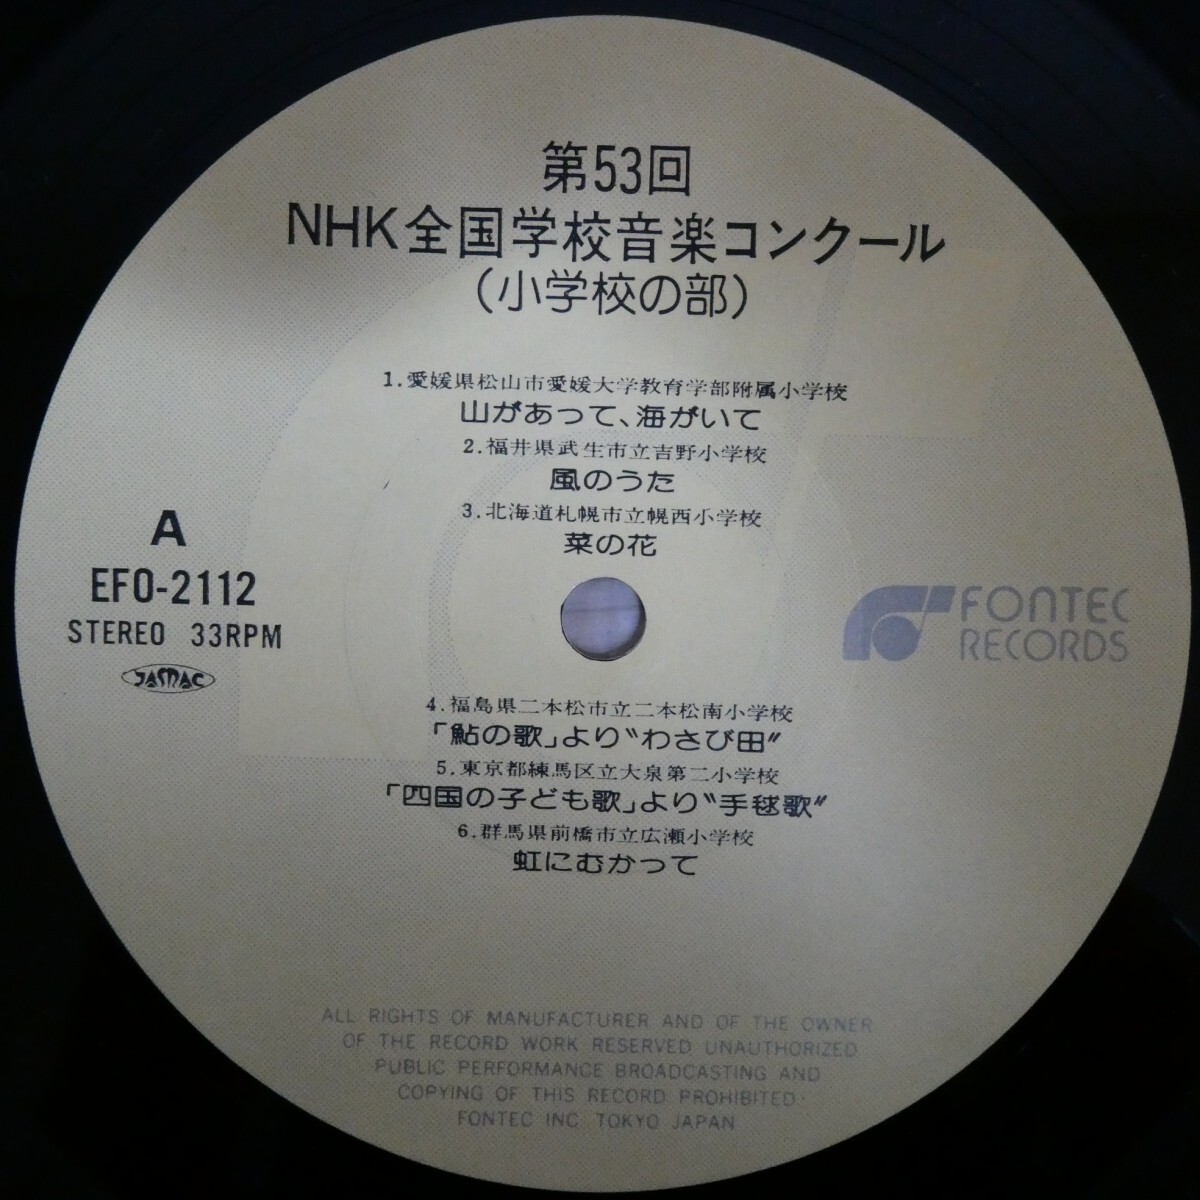 第53回
NHK全国学校音楽コンクール
(小学校の部)
1.愛媛県松山市愛媛大学教育学部附属小学校
山があって、海がいて
2.福井県武生市立吉野小学校
風のうた
3.北海道札幌市立幌西小学校
菜の花
A
EFO-2112
STEREO 33RPM
JASRAC
FONTEC
RECORDS
4.福島県二本松市立二本松南小学校
「鮎の歌」より〝わさび田〟
5.東京都練馬区立大泉第二小学校
「四国の子ども歌」より〝手毬歌〟
6.群馬県前橋市立広瀬小学校
虹にむかって
ALL RIGHTS OF MANUFACTURER AND OF THE OWNER
OF THE RECORD WORK RESERVED UNAUTHORIZED
PUBLIC PERFORMANCE BROADCASTING AND
COPYING OF THIS RECORD PROHIBITED·
FONTEC INC TOKYO JAPAN